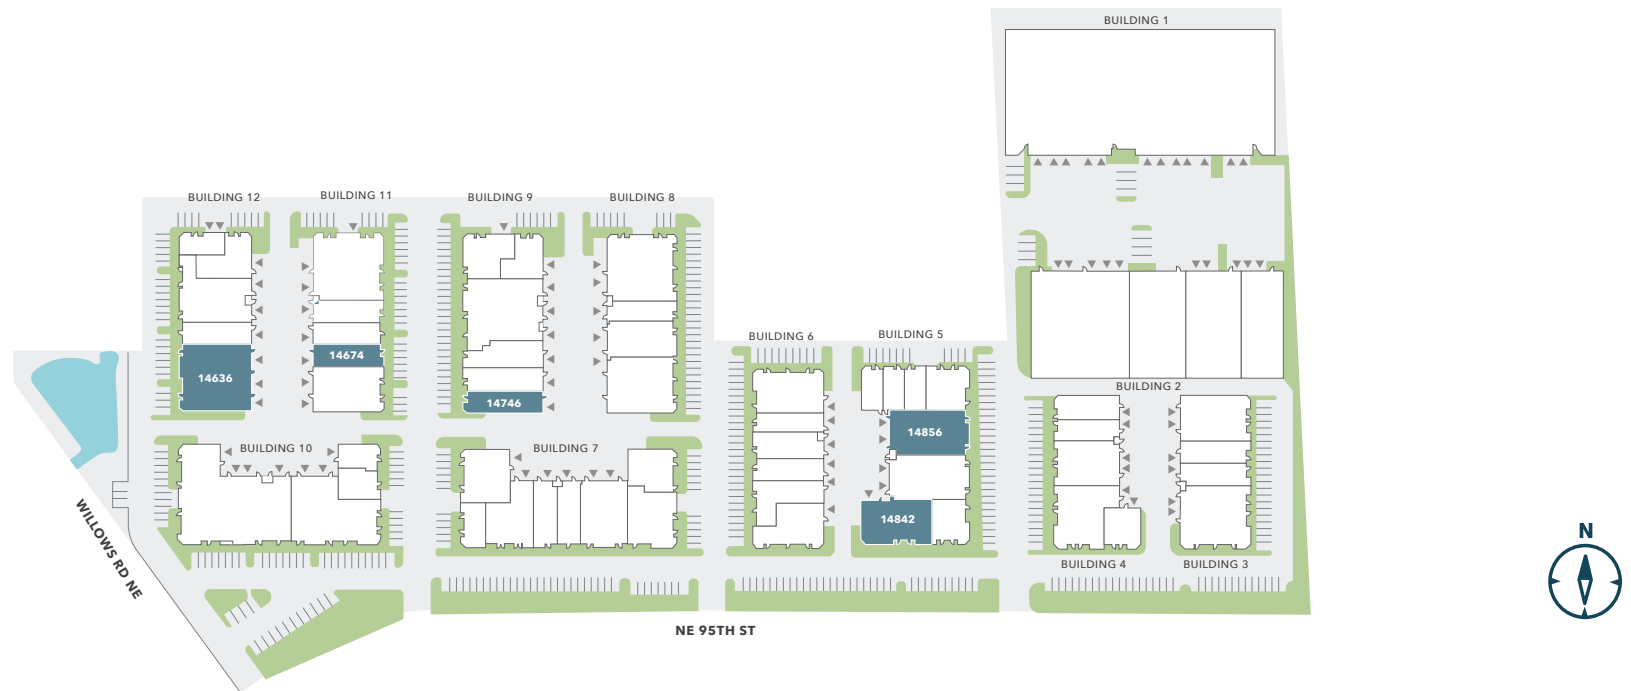 BUILDING 1
BUILDING 12
BUILDING 11
BUILDING 9
BUILDING 8
BUILDING 6
BUILDING 5
14674
14636
BUILDING 2
14746
14856
BUILDING 10
BUILDING 7
14842
WILLOWS RD NE
N
BUILDING 4
BUILDING 3
NE 95TH ST